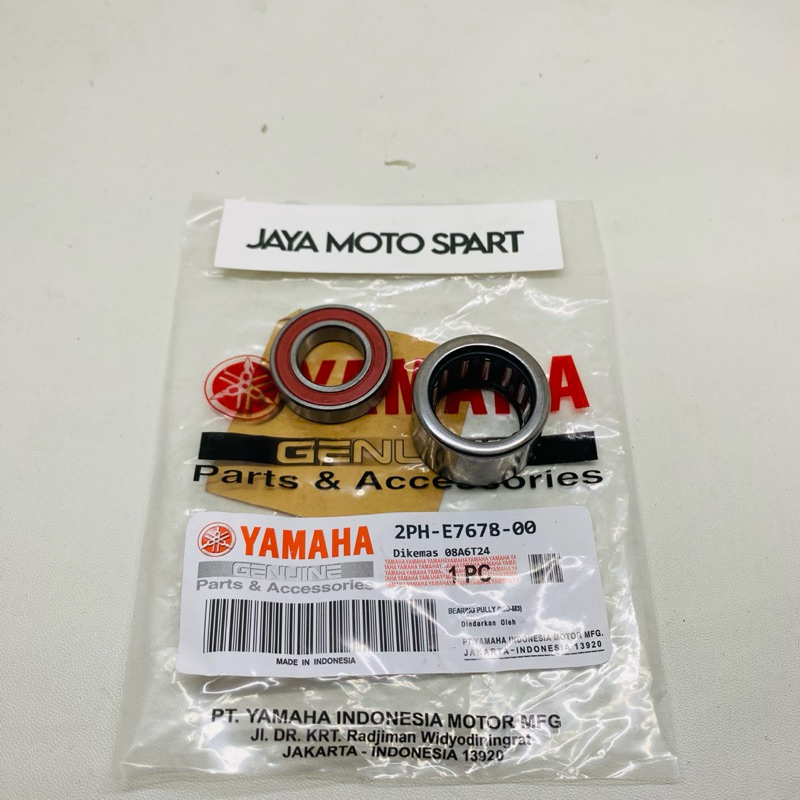 JAYA MOTO SPART
YAMAHA
GENUINE
Parts & Accessories
YAMAHA 2PH-E7678-00
GENUINE Dikemas 08A6T24
Parts & Accessories 1 PC
BEARING PULLY
Diedarkan Oleh
PT.YAMAHA INDONESIA MOTOR MFG.
JAKARTA-INDONESIA 13920
MADE IN INDONESIA
PT. YAMAHA INDONESIA MOTOR MFG
Jl. DR. KRT. Radjiman Widyodiningrat
JAKARTA - INDONESIA 13920